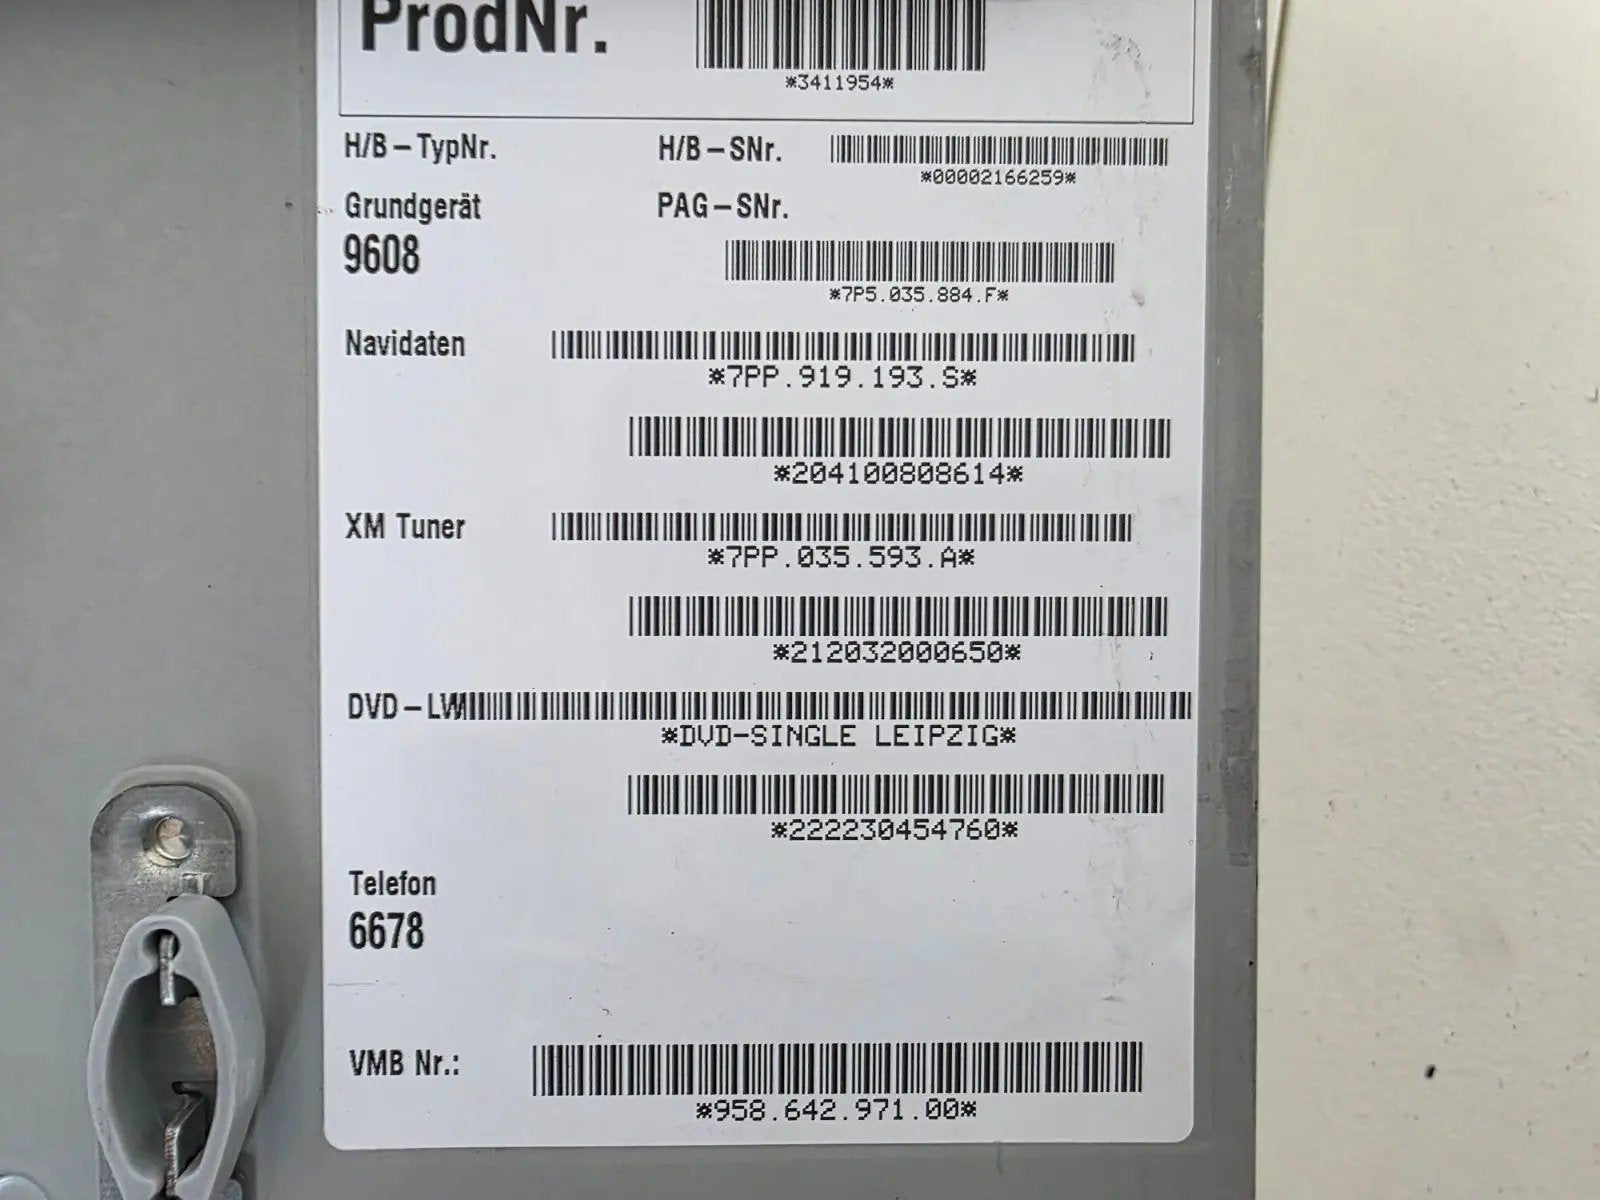 ProdNr.
*3411954*
H/B-TypNr. H/B-SNr.
*00002166259*
Grundgerät PAG-SNr.
9608
*7P5.035.884.F*
Navidaten
*7PP.919.193.S*
*204100808614*
XM Tuner
*7PP.035.593.A*
*212032000650*
DVD-LW
*DVD-SINGLE LEIPZIG*
*222230454760*
Telefon
6678
VMB Nr.:
*958.642.971.00*